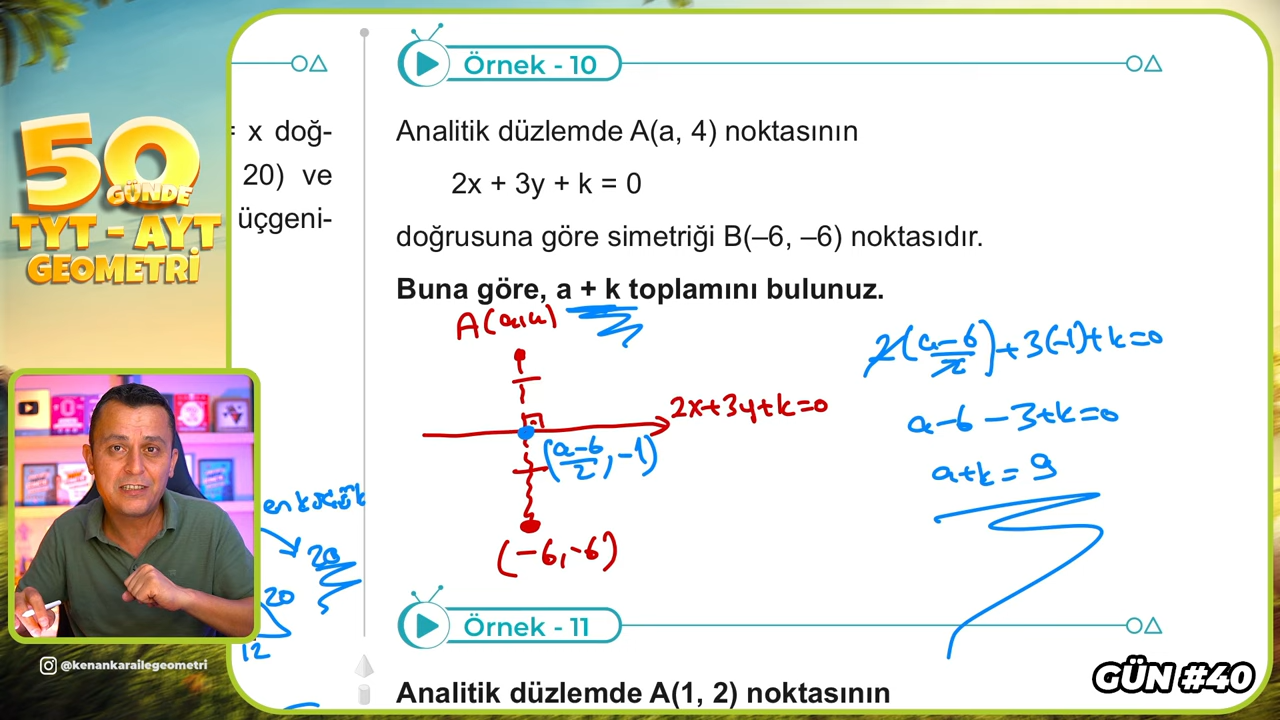 50
GÜNDE
TYT - AYT
GEOMETRİ
x doğ-
20) ve
üçgeni-
en küçük
20
20
12
Örnek - 10
Analitik düzlemde A(a, 4) noktasının
2x + 3y + k = 0
doğrusuna göre simetriği B(–6, –6) noktasıdır.
Buna göre, a + k toplamını bulunuz.
A(a,4)
2x+3y+k=0
(a-6/2, -1)
(-6,-6)
2(a-6/2)+3(-1)+k=0
a-6-3+k=0
a+k=9
Örnek - 11
Analitik düzlemde A(1, 2) noktasının
@kenankarailegeometri
GÜN #40